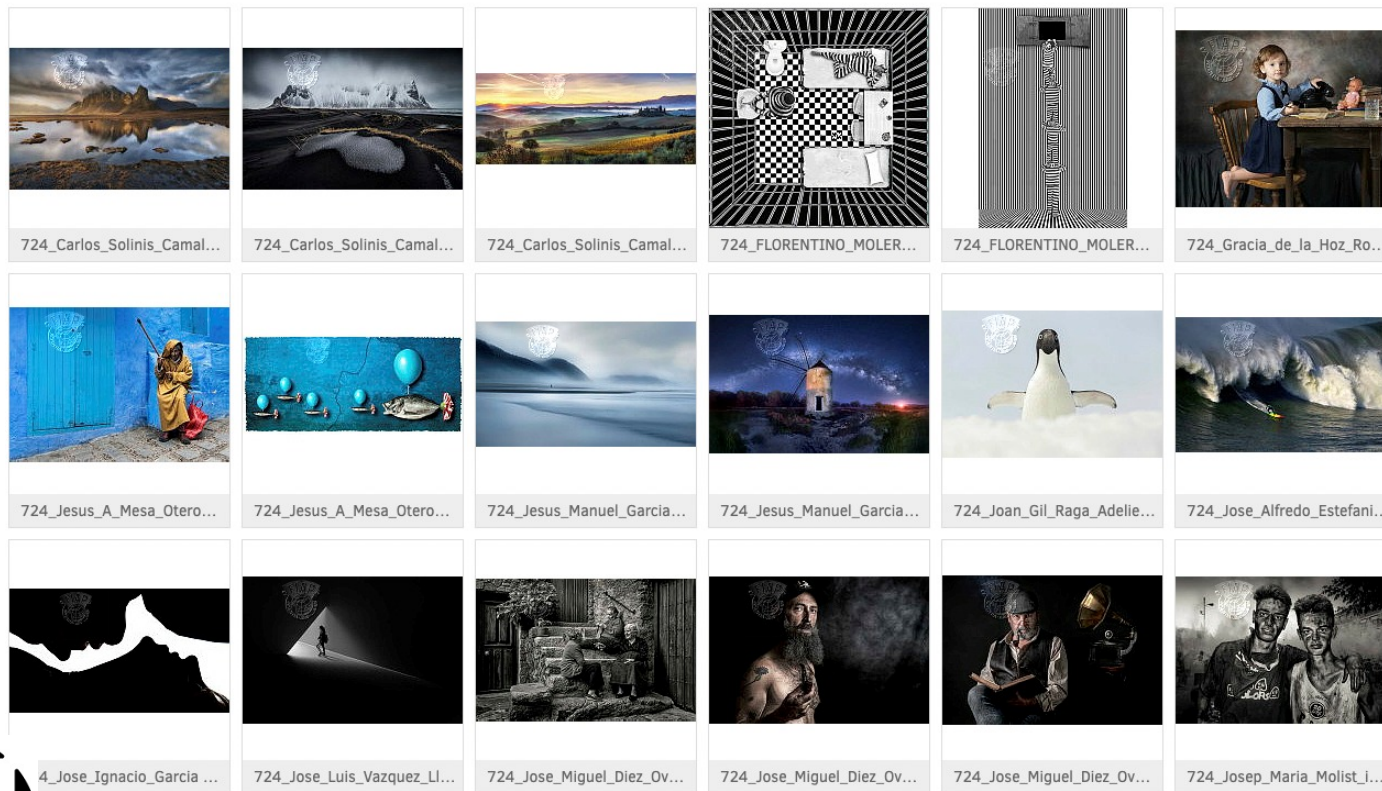 724_Carlos_Solinis_Camal...
724_Carlos_Solinis_Camal...
724_Carlos_Solinis_Camal...
724_FLORENTINO_MOLER...
724_FLORENTINO_MOLER...
724_Gracia_de_la_Hoz_Ro...
724_Jesus_A_Mesa_Otero...
724_Jesus_A_Mesa_Otero...
724_Jesus_Manuel_Garcia...
724_Jesus_Manuel_Garcia...
724_Joan_Gil_Raga_Adelie...
724_Jose_Alfredo_Estefani...
4_Jose_Ignacio_Garcia ...
724_Jose_Luis_Vazquez_Ll...
724_Jose_Miguel_Diez_Ov...
724_Jose_Miguel_Diez_Ov...
724_Jose_Miguel_Diez_Ov...
724_Josep_Maria_Molist_i...